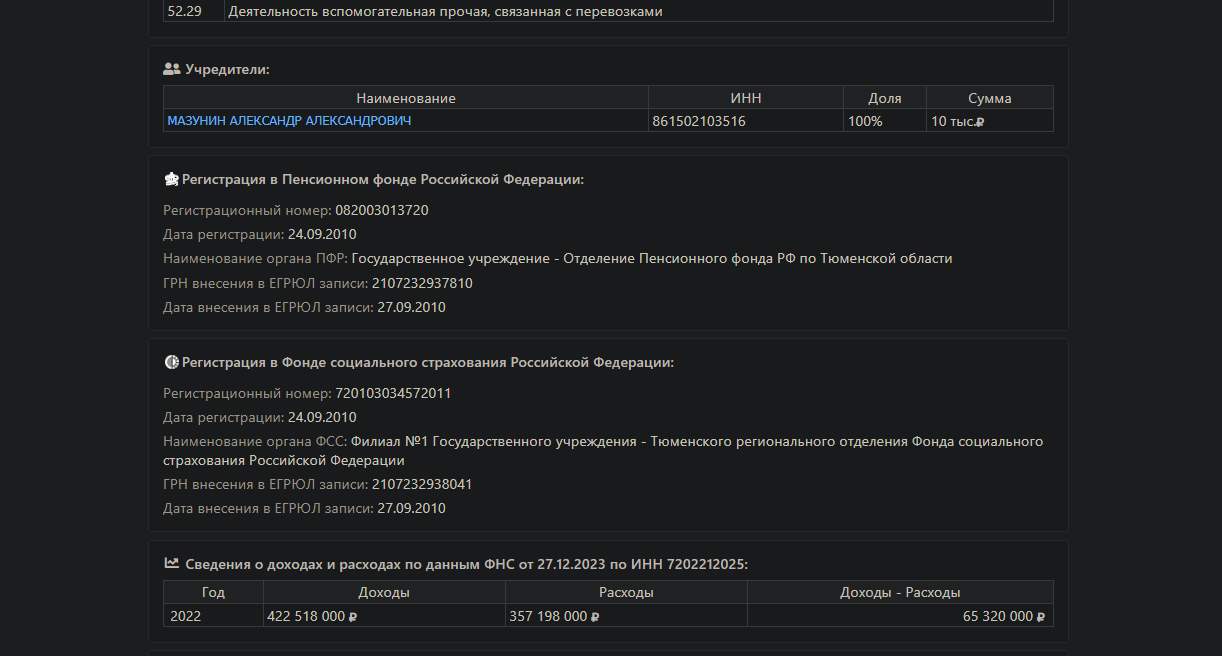 52.29 Деятельность вспомогательная прочая, связанная с перевозками
Учредители:
Наименование ИНН Доля Сумма
МАЗУНИН АЛЕКСАНДР АЛЕКСАНДРОВИЧ 861502103516 100% 10 тыс.₽
Регистрация в Пенсионном фонде Российской Федерации:
Регистрационный номер: 082003013720
Дата регистрации: 24.09.2010
Наименование органа ПФР: Государственное учреждение - Отделение Пенсионного фонда РФ по Тюменской области
ГРН внесения в ЕГРЮЛ записи: 2107232937810
Дата внесения в ЕГРЮЛ записи: 27.09.2010
Регистрация в Фонде социального страхования Российской Федерации:
Регистрационный номер: 720103034572011
Дата регистрации: 24.09.2010
Наименование органа ФСС: Филиал №1 Государственного учреждения - Тюменского регионального отделения Фонда социального
страхования Российской Федерации
ГРН внесения в ЕГРЮЛ записи: 2107232938041
Дата внесения в ЕГРЮЛ записи: 27.09.2010
Сведения о доходах и расходах по данным ФНС от 27.12.2023 по ИНН 7202212025:
Год Доходы Расходы Доходы - Расходы
2022 422 518 000 ₽ 357 198 000 ₽ 65 320 000 ₽